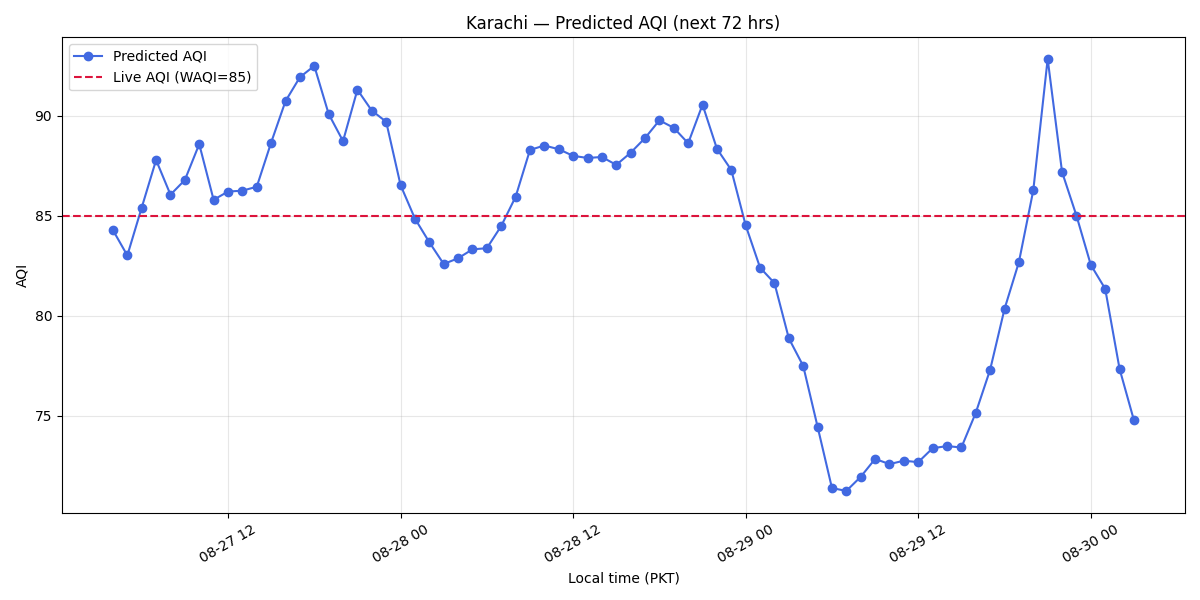 Karachi — Predicted AQI (next 72 hrs)
Predicted AQI
Live AQI (WAQI=85)
AQI
90
85
80
75
08-27 12
08-28 00
08-28 12
08-29 00
08-29 12
08-30 00
Local time (PKT)